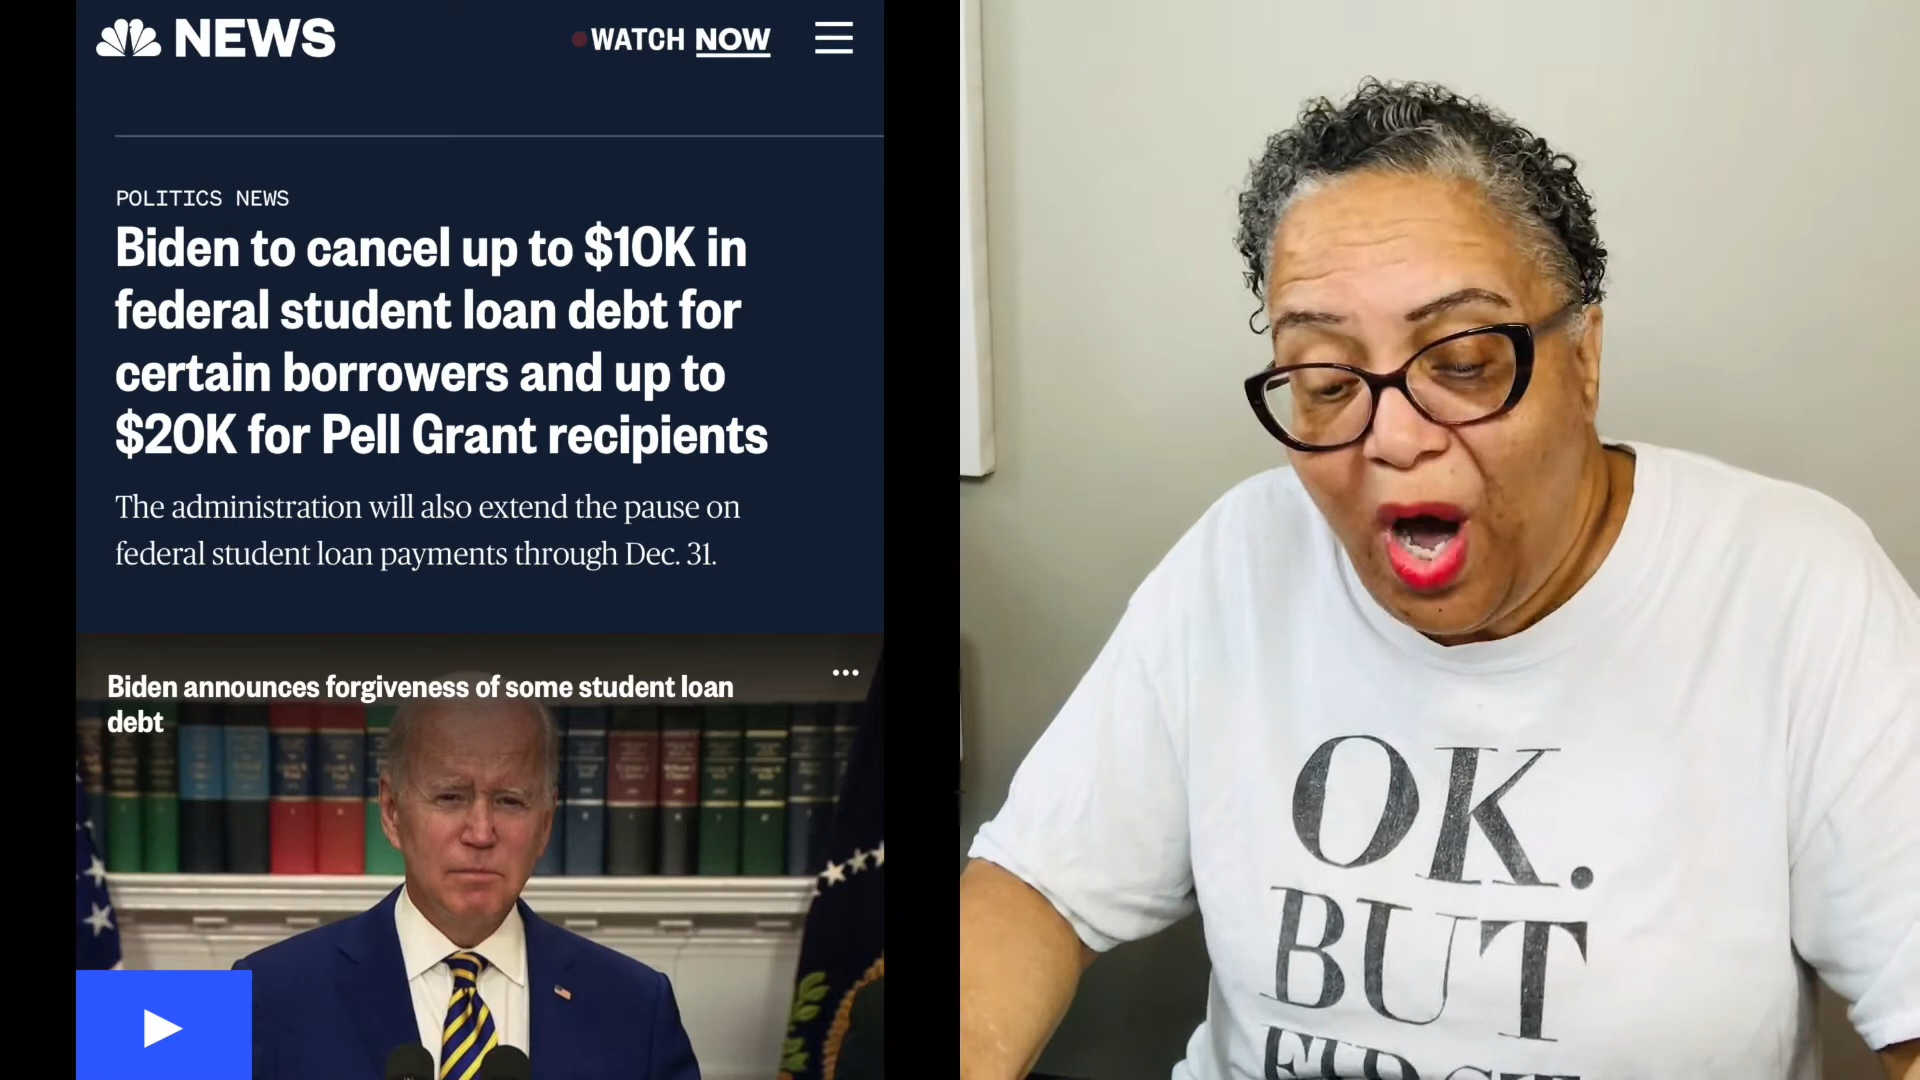 NEWS
WATCH NOW
POLITICS NEWS
Biden to cancel up to $10K in
federal student loan debt for
certain borrowers and up to
$20K for Pell Grant recipients
The administration will also extend the pause on
federal student loan payments through Dec. 31.
Biden announces forgiveness of some student loan
debt
OK.
BUT
FIRST